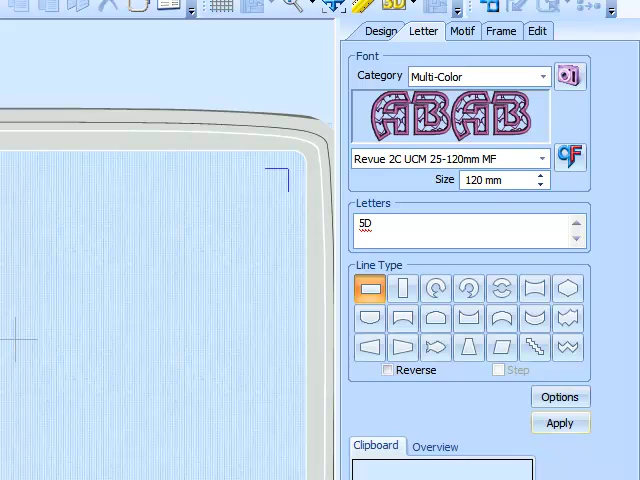 5D
Design Letter Motif Frame Edit
Font
Category Multi-Color
ABAB
Revue 2C UCM 25-120mm MF
Size 120 mm
Letters
5D
Line Type
Reverse Step
Options
Apply
Clipboard Overview